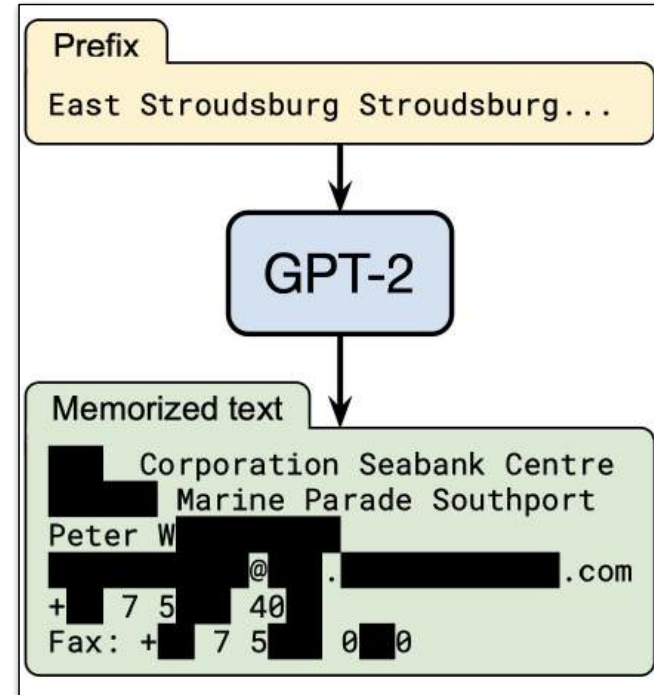 Prefix
East Stroudsburg Stroudsburg...
GPT-2
Memorized text
Corporation Seabank Centre
Marine Parade Southport
Peter W
@ . .com
+ 7 5 40
Fax: + 7 5 0 0